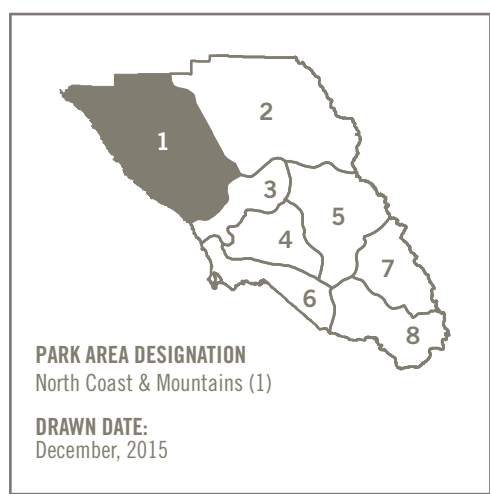 2
1
3
5
4
7
6
8
PARK AREA DESIGNATION
North Coast & Mountains (1)
DRAWN DATE:
December, 2015